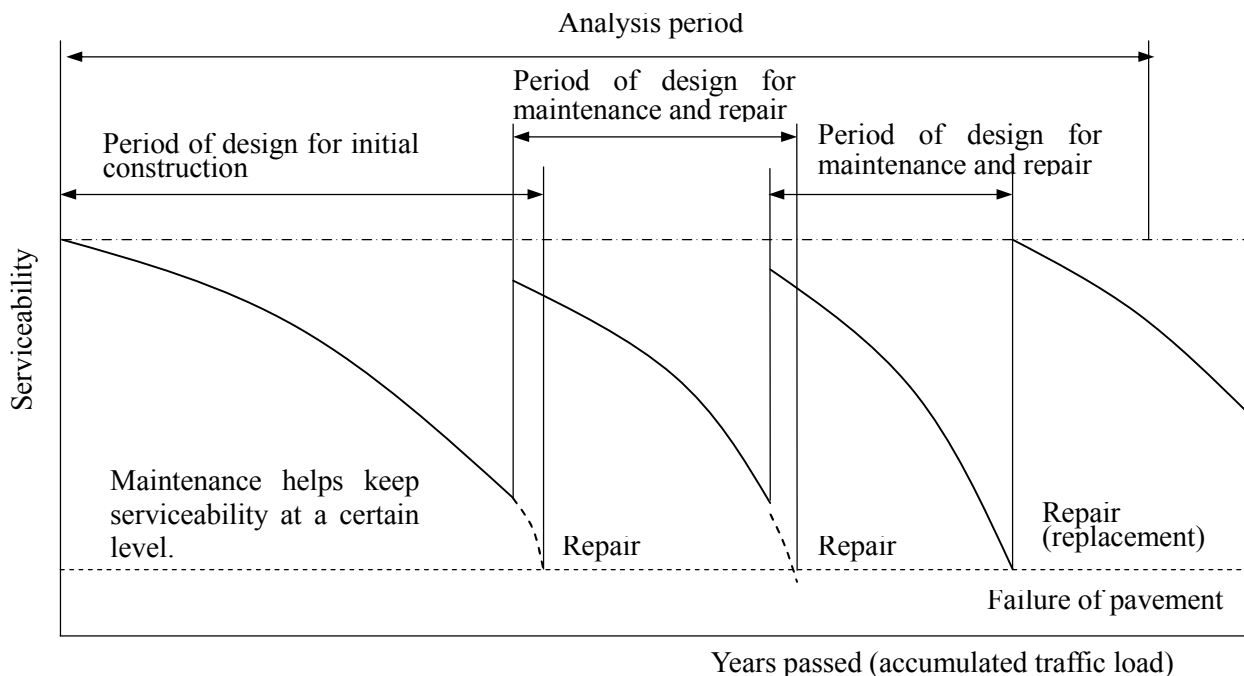 Analysis period
Period of design for
maintenance and repair
Period of design for initial
construction
Period of design for
maintenance and repair
Serviceability
Maintenance helps keep
serviceability at a certain
level.
Repair
Repair
Repair
(replacement)
Failure of pavement
Years passed (accumulated traffic load)